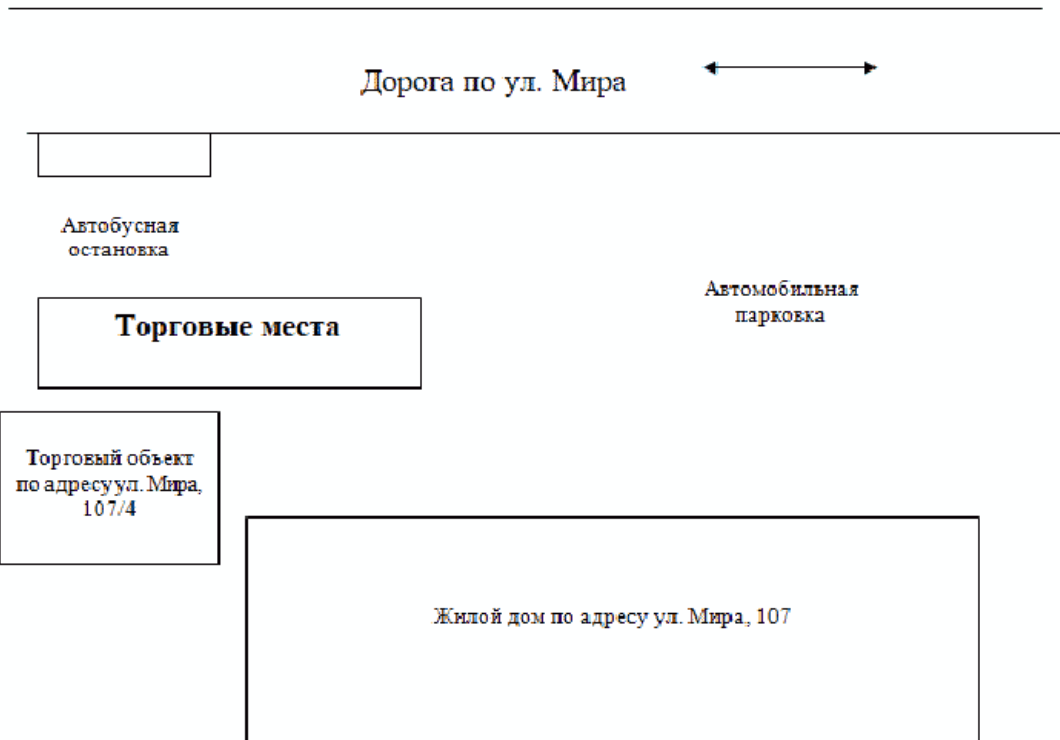 Дорога по ул. Мира
Автобусная
остановка
Автомобильная
парковка
Торговые места
Торговый объект
по адресу ул. Мира,
107/4
Жилой дом по адресу ул. Мира, 107